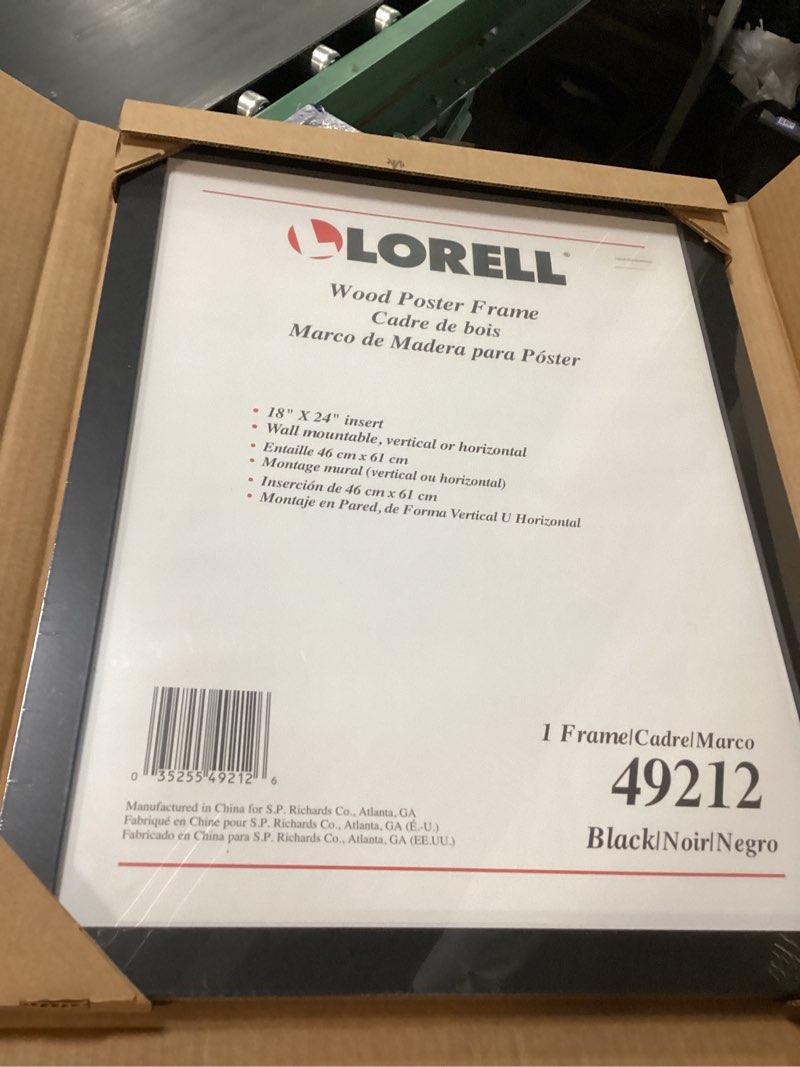 LORELL®
Wood Poster Frame
Cadre de bois
Marco de Madera para Póster
• 18" X 24" insert
• Wall mountable, vertical or horizontal
• Entaille 46 cm x 61 cm
• Montage mural (vertical ou horizontal)
• Inserción de 46 cm x 61 cm
• Montaje en Pared, de Forma Vertical U Horizontal
1 Frame|Cadre|Marco
49212
Black|Noir|Negro
0 35255 49212 6
Manufactured in China for S.P. Richards Co., Atlanta, GA
Fabriqué en Chine pour S.P. Richards Co., Atlanta, GA (É.-U.)
Fabricado en China para S.P. Richards Co., Atlanta, GA (EE.UU.)